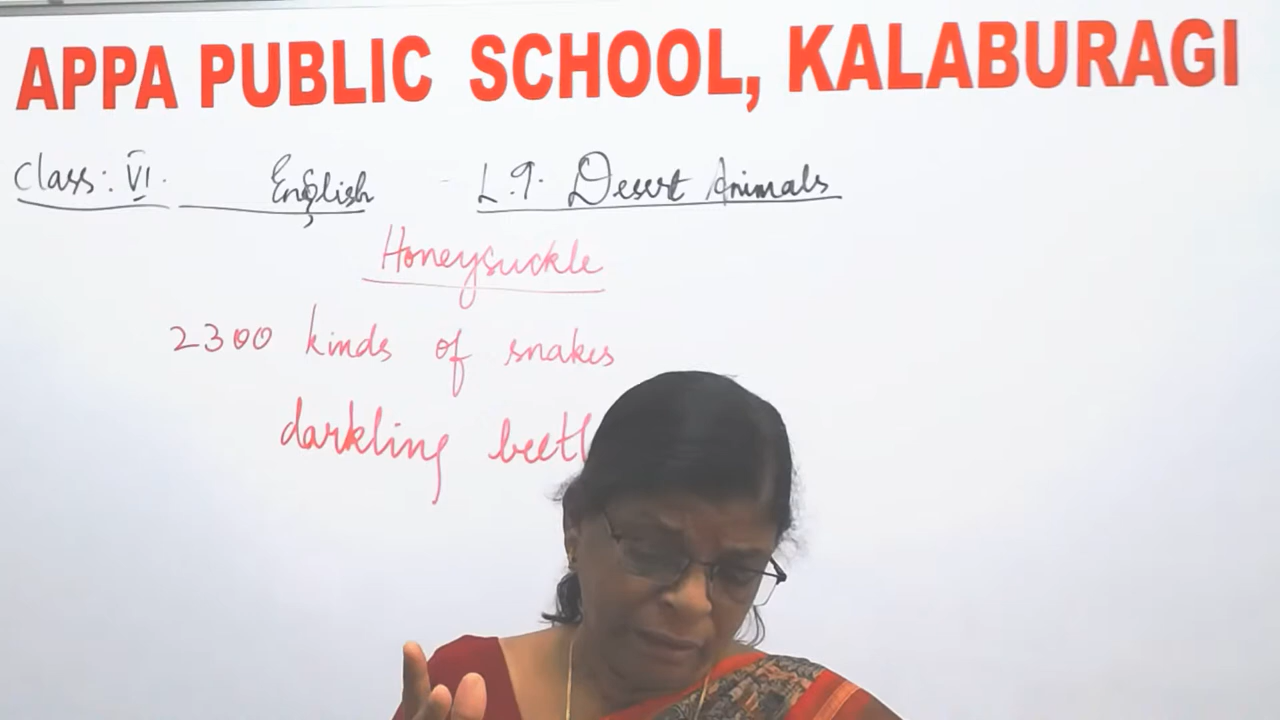 APPA PUBLIC SCHOOL, KALABURAGI
Class: VI. English - L.9. Desert Animals
Honeysuckle
2300 kinds of snakes
darkling beetl